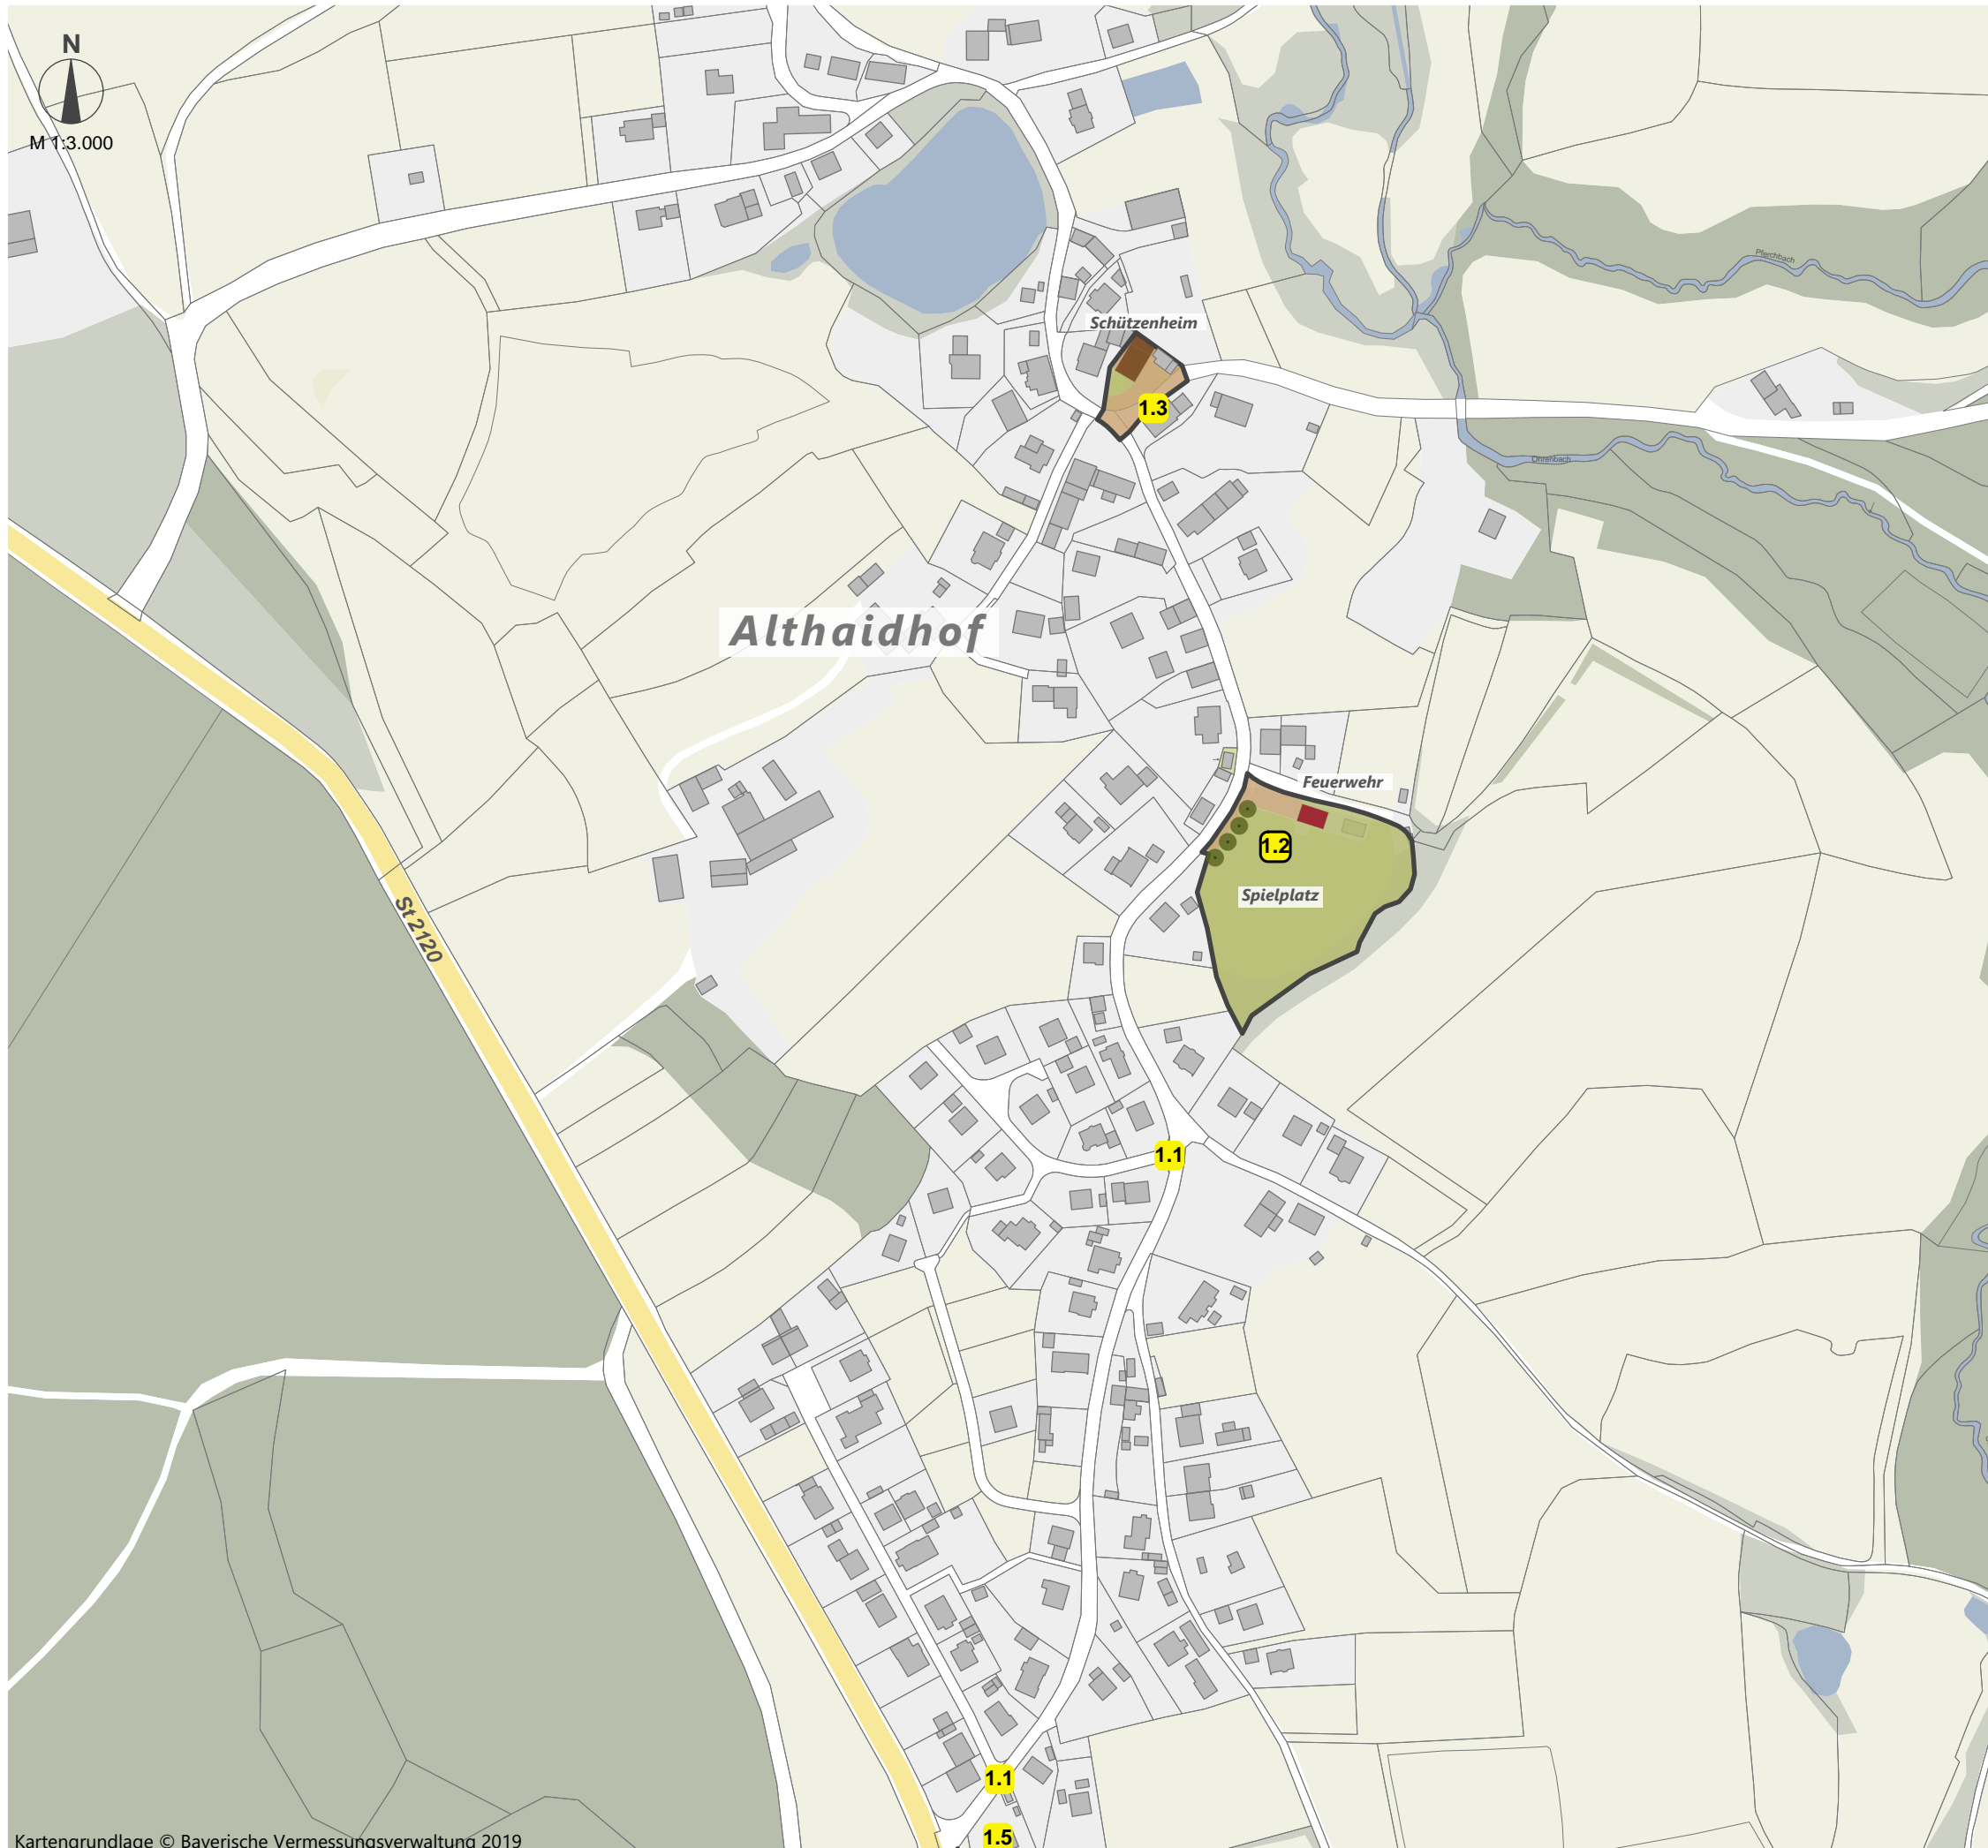 N
M 1:3.000
Pfarchbach
Schützenheim
1.3
Ohrenbach
Althaidhof
Feuerwehr
1.2
Spielplatz
St 2120
1.1
1.1
1.5
Kartengrundlage © Bayerische Vermessungsverwaltung 2019